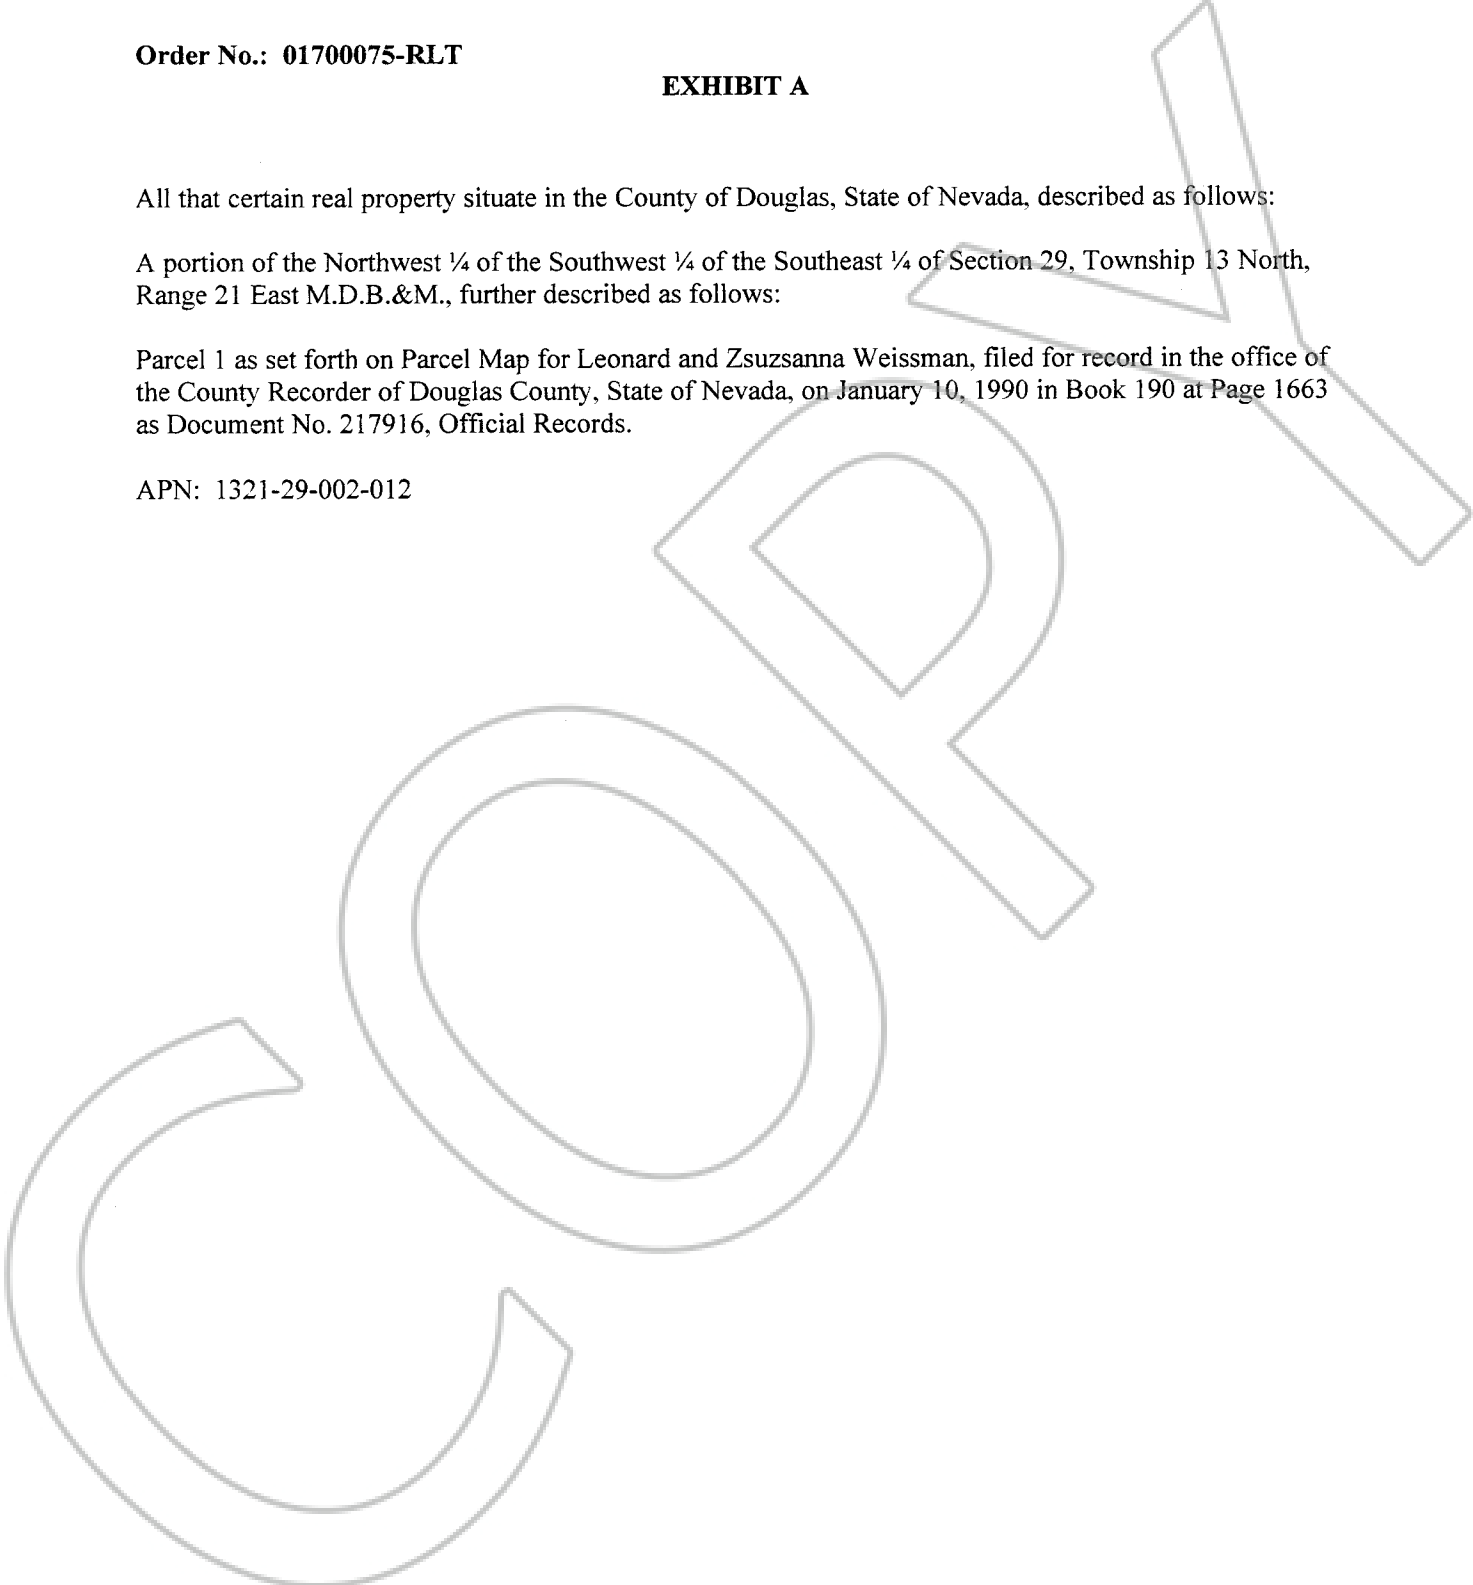 Order No.: 01700075-RLT
EXHIBIT A
All that certain real property situate in the County of Douglas, State of Nevada, described as follows:
A portion of the Northwest ¼ of the Southwest ¼ of the Southeast ¼ of Section 29, Township 13 North,
Range 21 East M.D.B.&M., further described as follows:
Parcel 1 as set forth on Parcel Map for Leonard and Zsuzsanna Weissman, filed for record in the office of
the County Recorder of Douglas County, State of Nevada, on January 10, 1990 in Book 190 at Page 1663
as Document No. 217916, Official Records.
APN: 1321-29-002-012
COPY